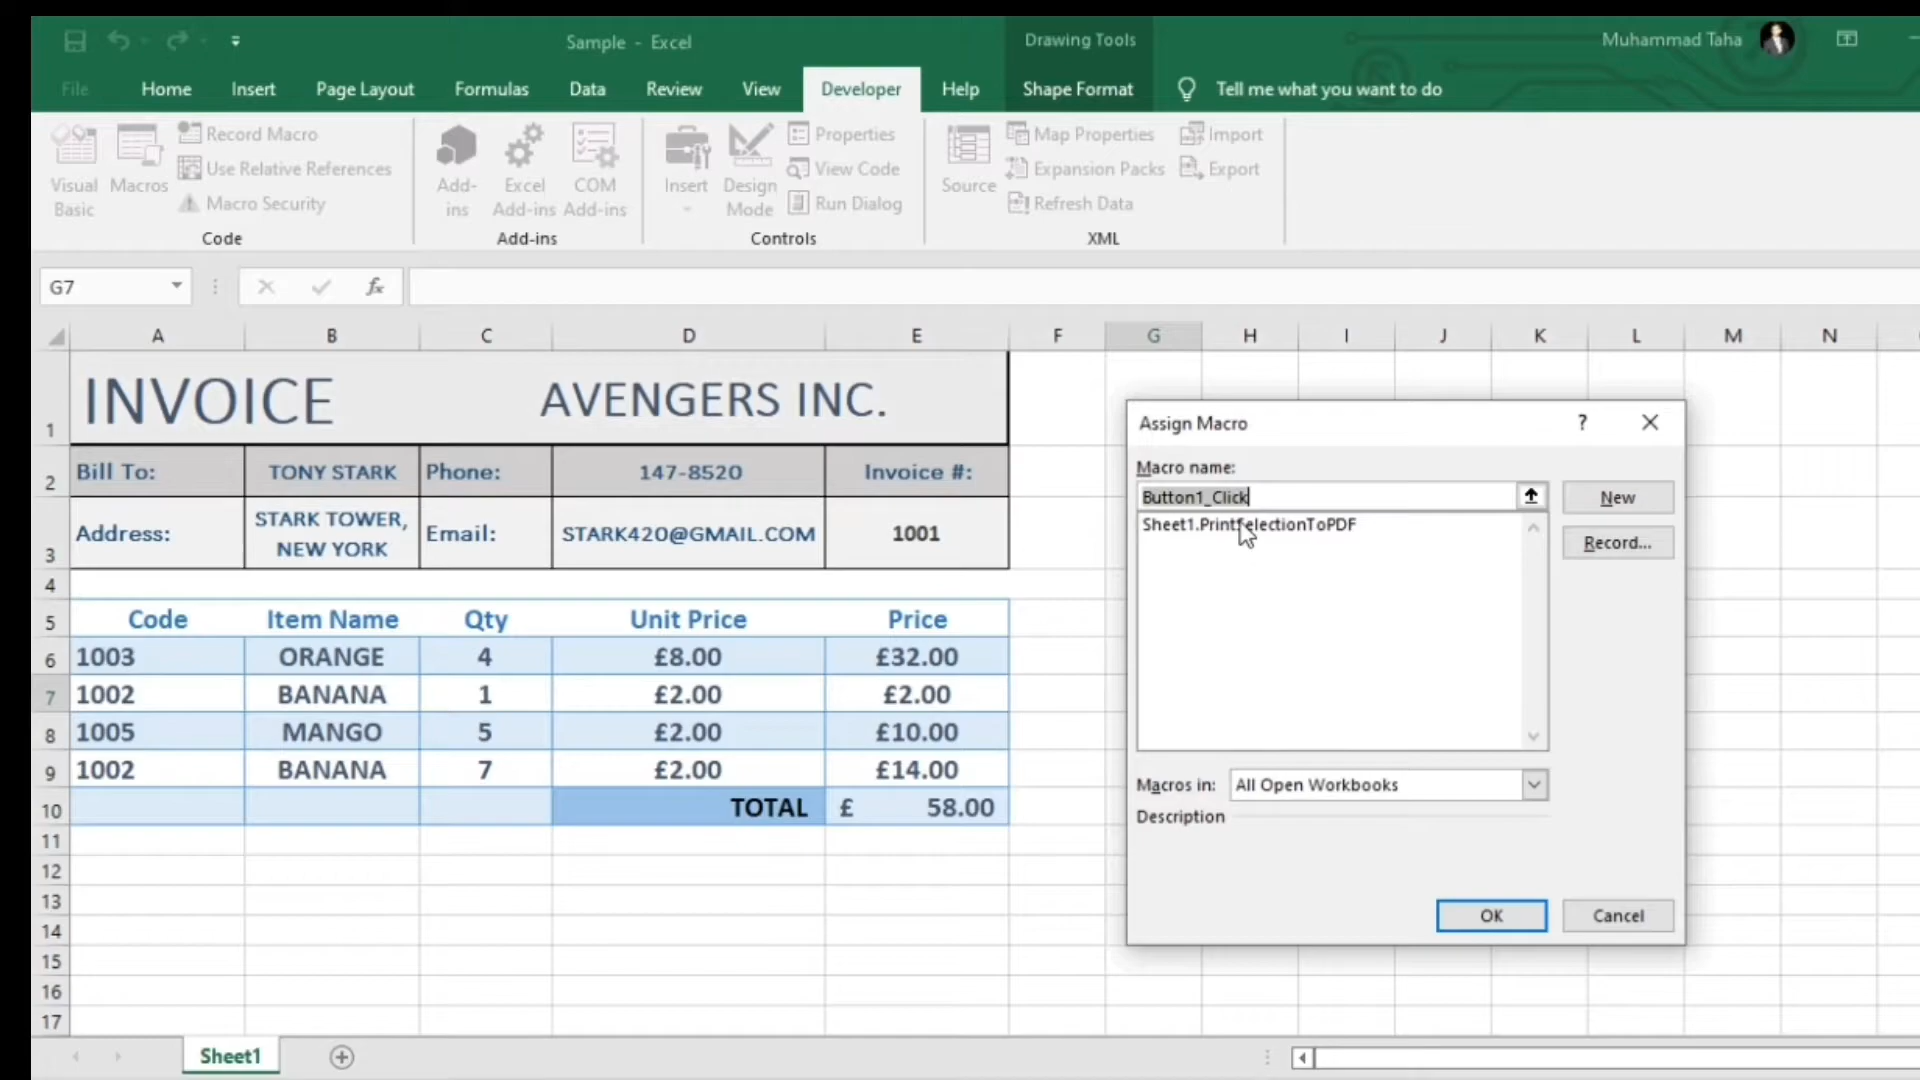 Sample - Excel
Drawing Tools
Muhammad Taha
File Home Insert Page Layout Formulas Data Review View Developer Help Shape Format Tell me what you want to do
Visual Basic
Macros
Record Macro
Use Relative References
Macro Security
Code
Add-ins
Excel Add-ins
COM Add-ins
Add-ins
Insert
Design Mode
Properties
View Code
Run Dialog
Controls
Source
Map Properties
Expansion Packs
Refresh Data
Import
Export
XML
G7
fx
A B C D E F G H I J K L M N
1 INVOICE AVENGERS INC.
2 Bill To: TONY STARK Phone: 147-8520 Invoice #:
3 Address: STARK TOWER, NEW YORK Email: STARK420@GMAIL.COM 1001
4
5 Code Item Name Qty Unit Price Price
6 1003 ORANGE 4 £8.00 £32.00
7 1002 BANANA 1 £2.00 £2.00
8 1005 MANGO 5 £2.00 £10.00
9 1002 BANANA 7 £2.00 £14.00
10 TOTAL £ 58.00
11
12
13
14
15
16
17
Assign Macro ?
Macro name:
Button1_Click
New
Sheet1.PrintSelectionToPDF
Record...
Macros in: All Open Workbooks
Description
OK Cancel
Sheet1